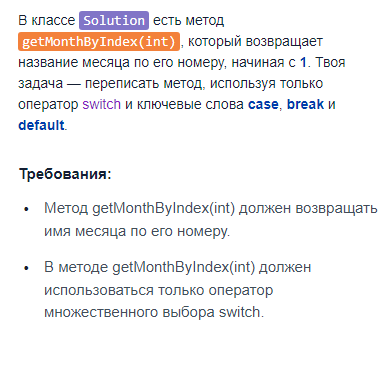 В классе Solution есть метод
getMonthByIndex(int), который возвращает
название месяца по его номеру, начиная с 1. Твоя
задача — переписать метод, используя только
оператор switch и ключевые слова case, break и
default.
Требования:
• Метод getMonthByIndex(int) должен возвращать
имя месяца по его номеру.
• В методе getMonthByIndex(int) должен
использоваться только оператор
множественного выбора switch.